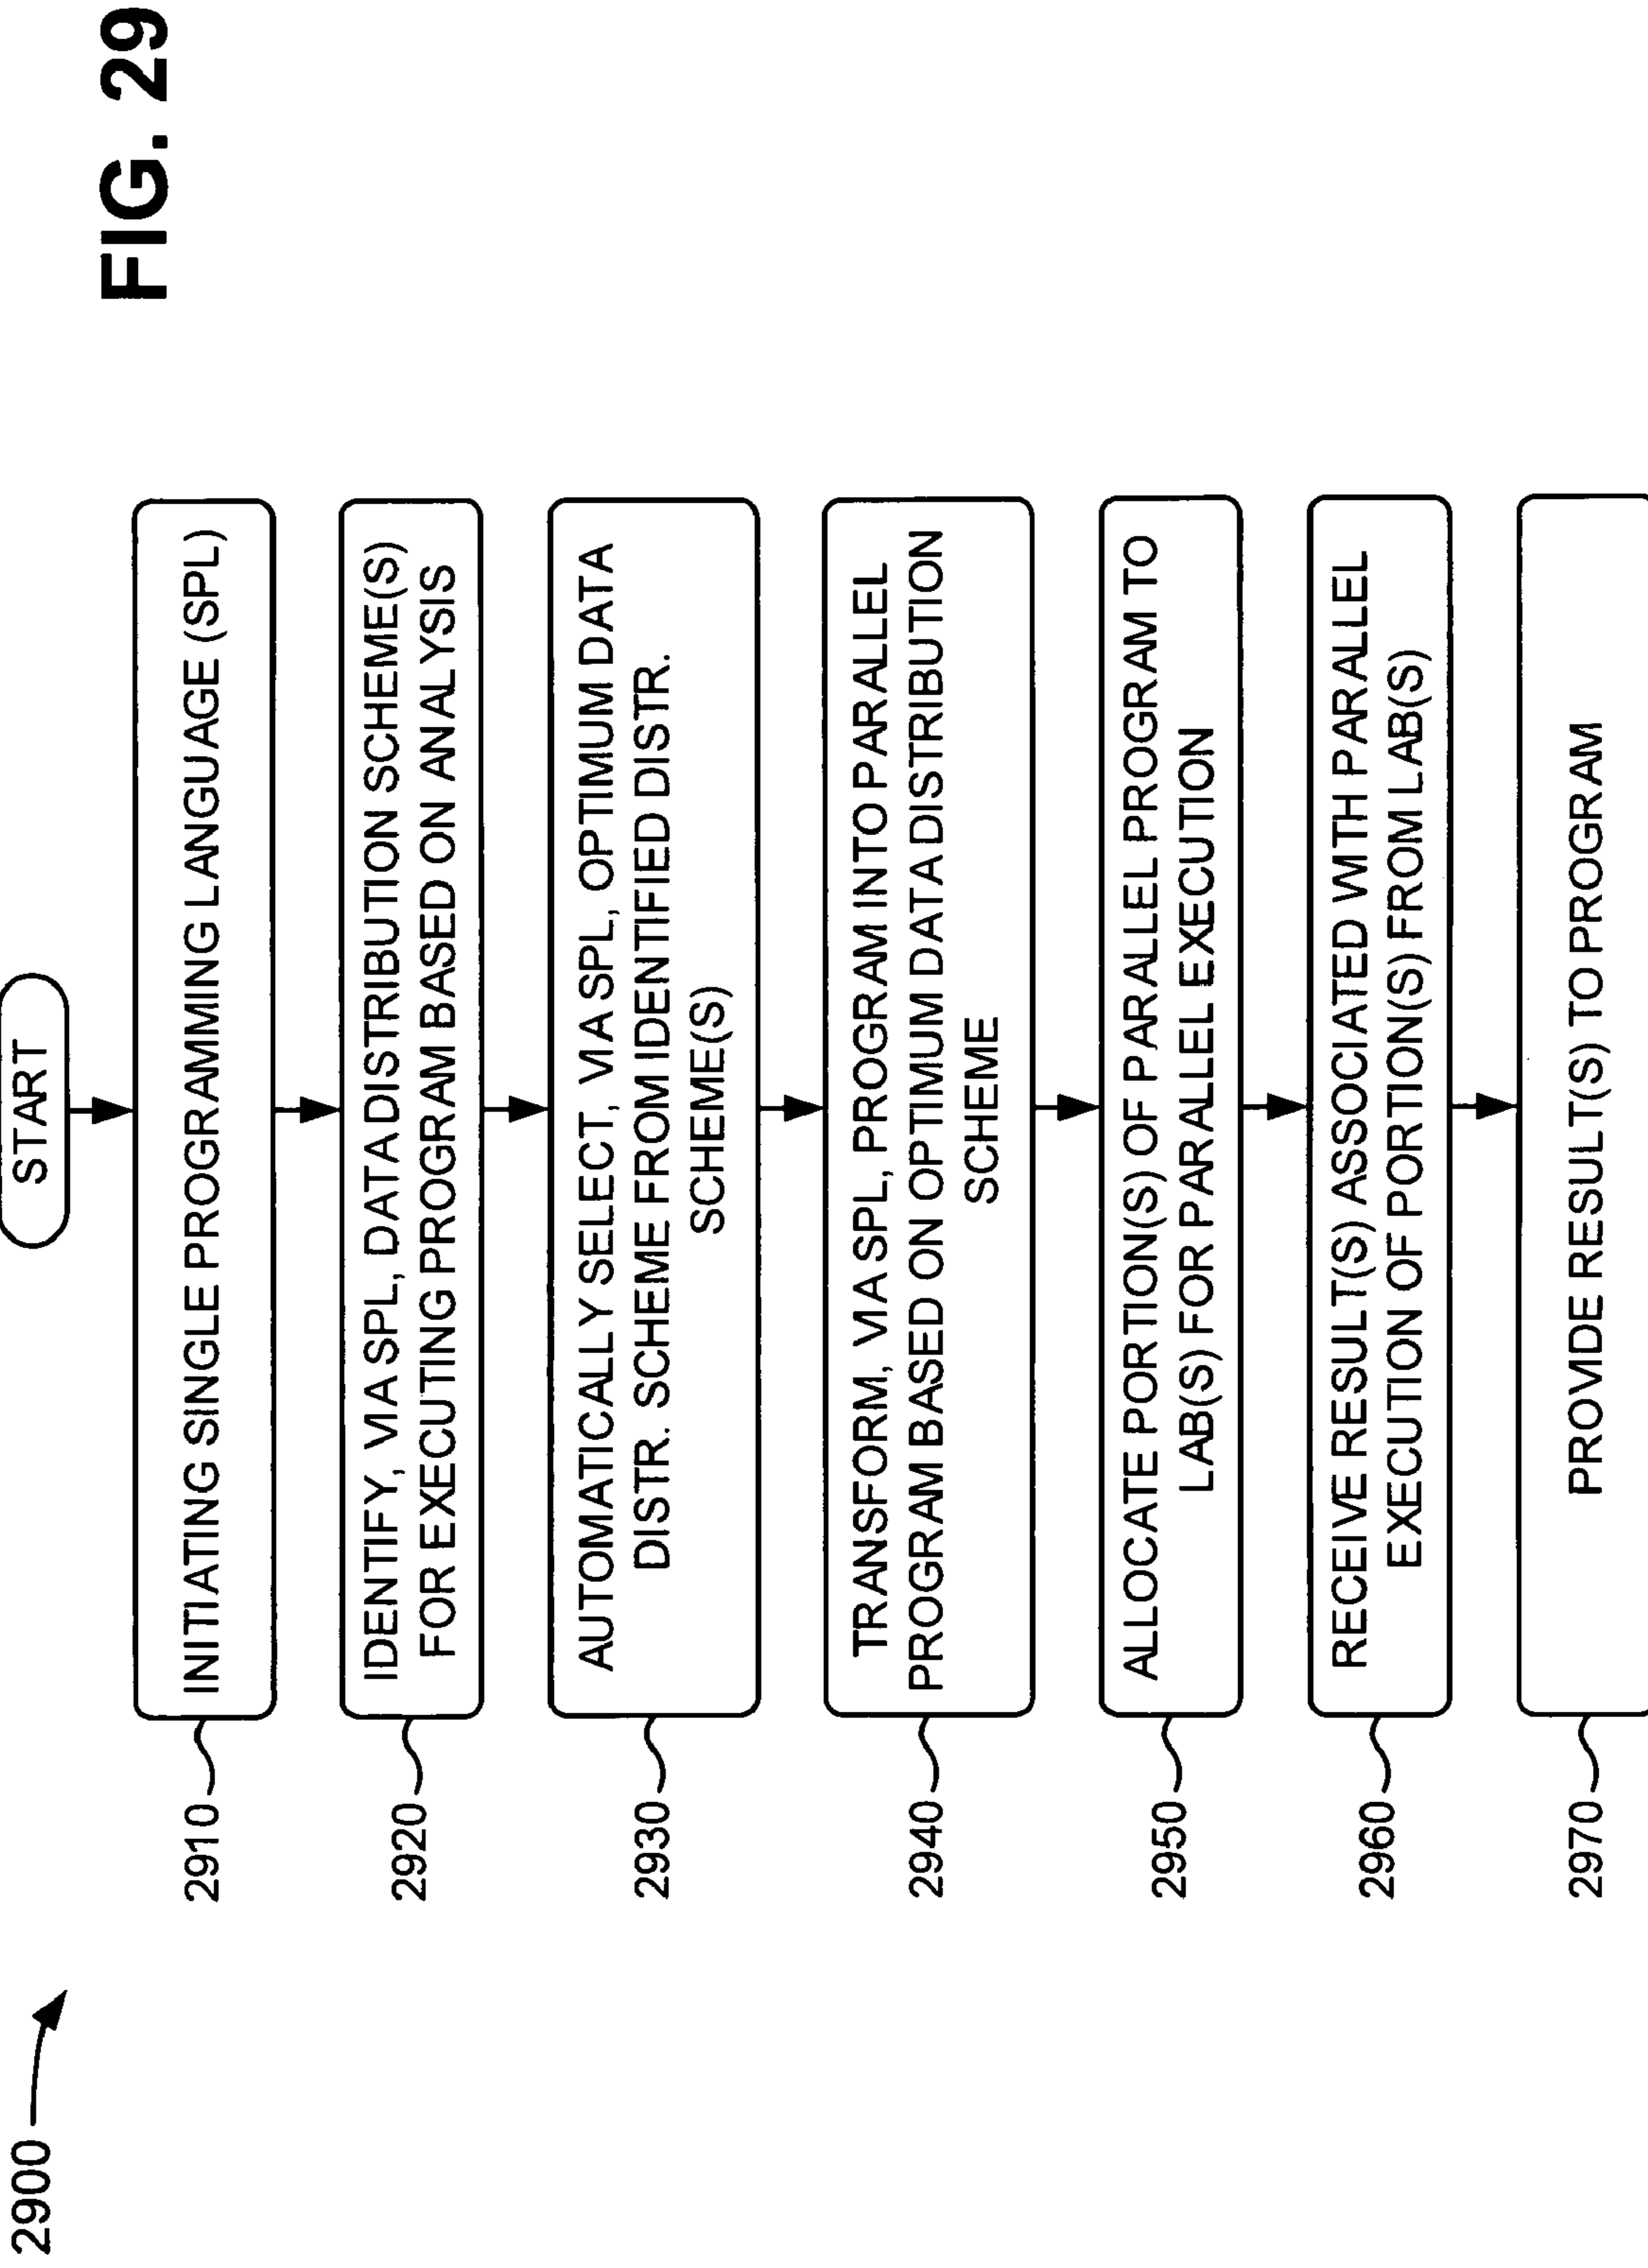 2900
FIG. 29
START
2910
INITIATING SINGLE PROGRAMMING LANGUAGE (SPL)
2920
IDENTIFY, VIA SPL, DATA DISTRIBUTION SCHEME(S)
FOR EXECUTING PROGRAM BASED ON ANALYSIS
2930
AUTOMATICALLY SELECT, VIA SPL, OPTIMUM DATA
DISTR. SCHEME FROM IDENTIFIED DISTR.
SCHEME(S)
2940
TRANSFORM, VIA SPL, PROGRAM INTO PARALLEL
PROGRAM BASED ON OPTIMUM DATA DISTRIBUTION
SCHEME
2950
ALLOCATE PORTION(S) OF PARALLEL PROGRAM TO
LAB(S) FOR PARALLEL EXECUTION
2960
RECEIVE RESULT(S) ASSOCIATED WITH PARALLEL
EXECUTION OF PORTION(S) FROM LAB(S)
2970
PROVIDE RESULT(S) TO PROGRAM